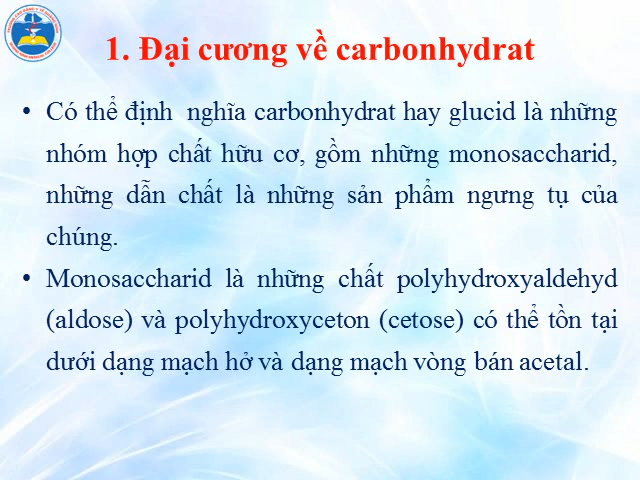 1. Đại cương về carbonhydrat
• Có thể định nghĩa carbonhydrat hay glucid là những
nhóm hợp chất hữu cơ, gồm những monosaccharid,
những dẫn chất là những sản phẩm ngưng tụ của
chúng.
• Monosaccharid là những chất polyhydroxyaldehyd
(aldose) và polyhydroxyceton (cetose) có thể tồn tại
dưới dạng mạch hở và dạng mạch vòng bán acetal.